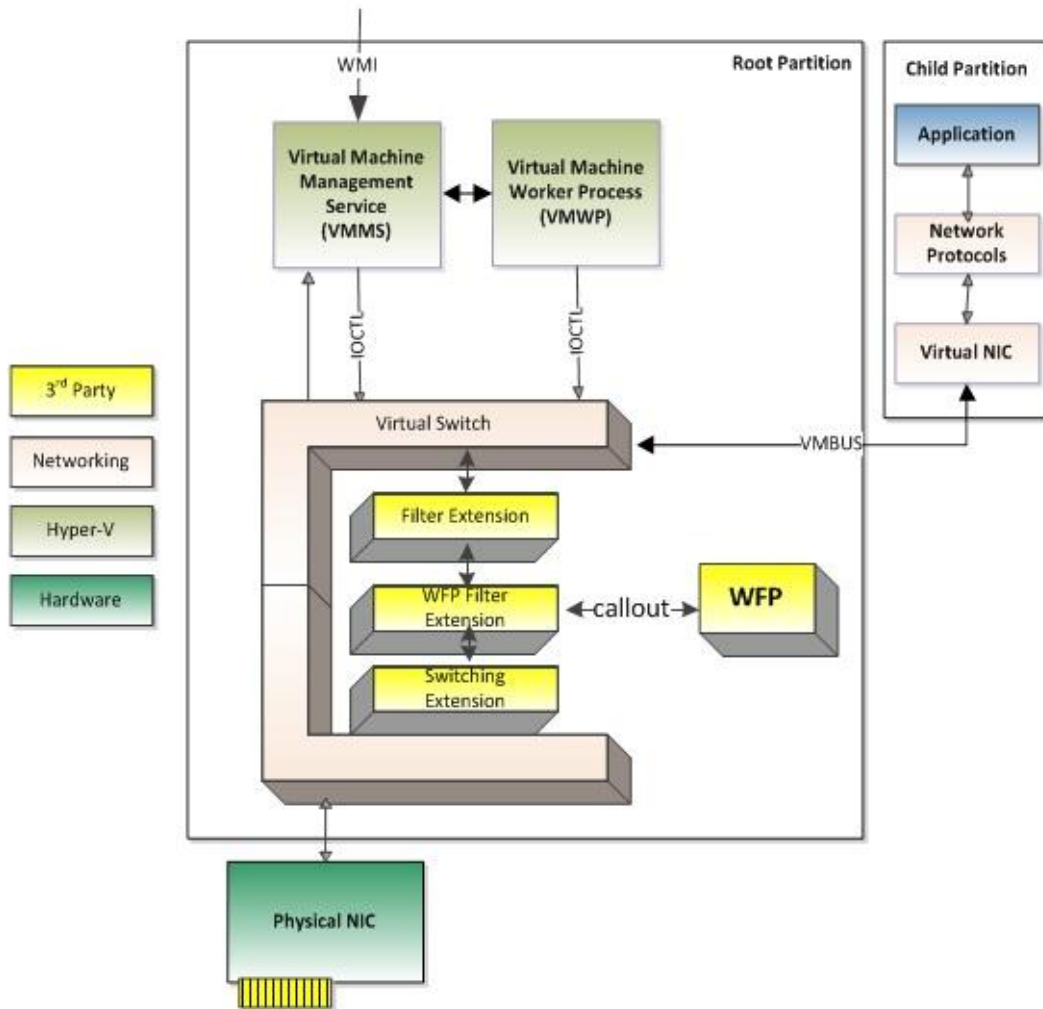 WMI
Root Partition
Child Partition
Virtual Machine
Management
Service
(VMMS)
Virtual Machine
Worker Process
(VMWP)
Application
Network
Protocols
Virtual NIC
IOCTL
IOCTL
3rd Party
Networking
Hyper-V
Hardware
Virtual Switch
VMBUS
Filter Extension
WFP Filter
Extension
callout
WFP
Switching
Extension
Physical NIC